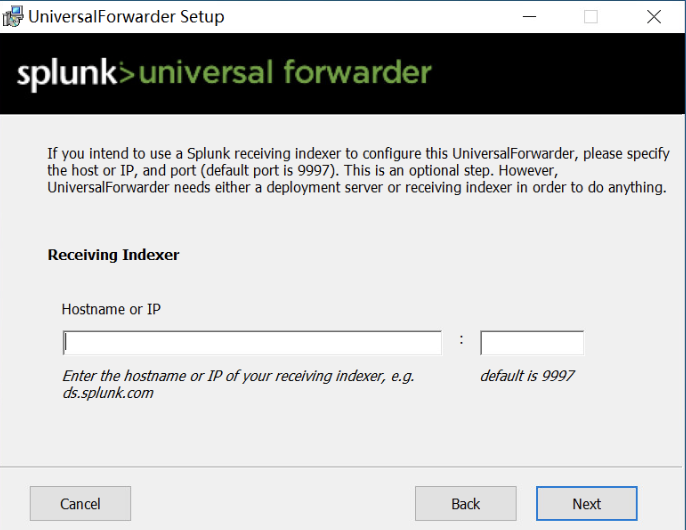 UniversalForwarder Setup
splunk>universal forwarder
If you intend to use a Splunk receiving indexer to configure this UniversalForwarder, please specify
the host or IP, and port (default port is 9997). This is an optional step. However,
UniversalForwarder needs either a deployment server or receiving indexer in order to do anything.
Receiving Indexer
Hostname or IP
:
Enter the hostname or IP of your receiving indexer, e.g. default is 9997
ds.splunk.com
Cancel Back Next